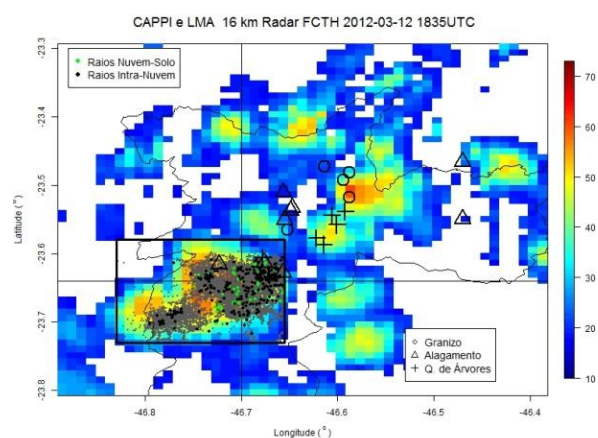 CAPPI e LMA 16 km Radar FCTH 2012-03-12 1835UTC
Raios Nuvem-Solo
Raios Intra-Nuvem
-23.3
-23.4
-23.5
-23.6
-23.7
-23.8
Latitude (°)
70
60
50
40
30
20
10
Granizo
Alagamento
Q. de Árvores
-46.8
-46.7
-46.6
-46.5
-46.4
Longitude (°)